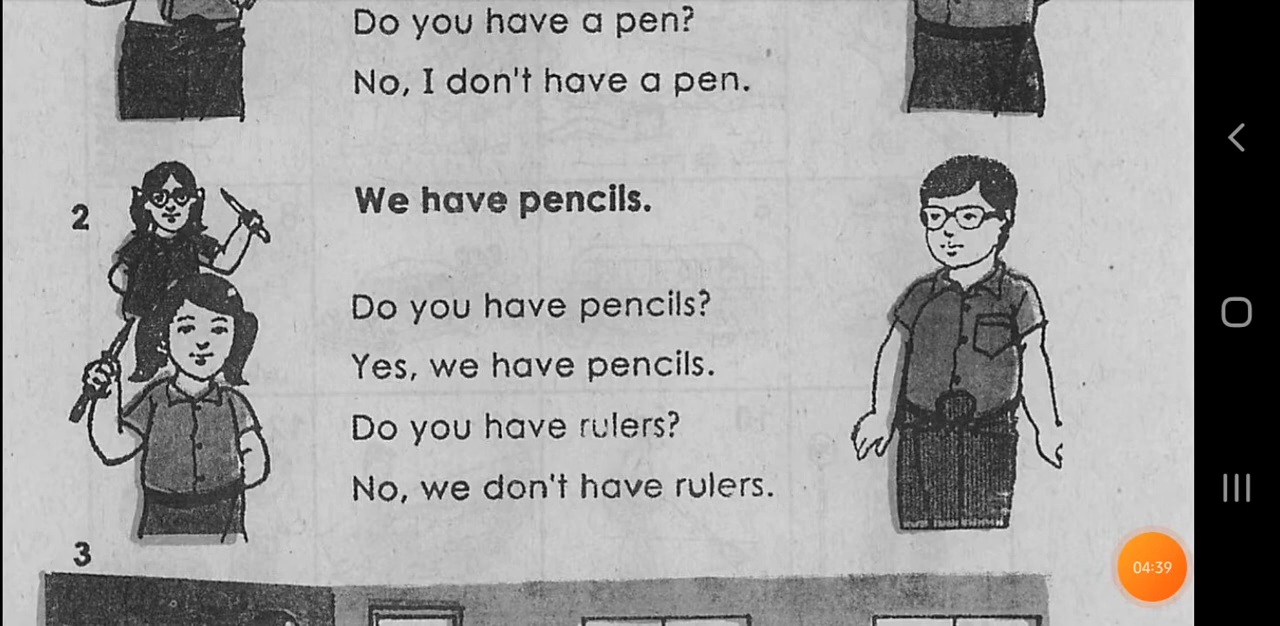 Do you have a pen?
No, I don't have a pen.
2
We have pencils.
Do you have pencils?
Yes, we have pencils.
Do you have rulers?
No, we don't have rulers.
3
04:39